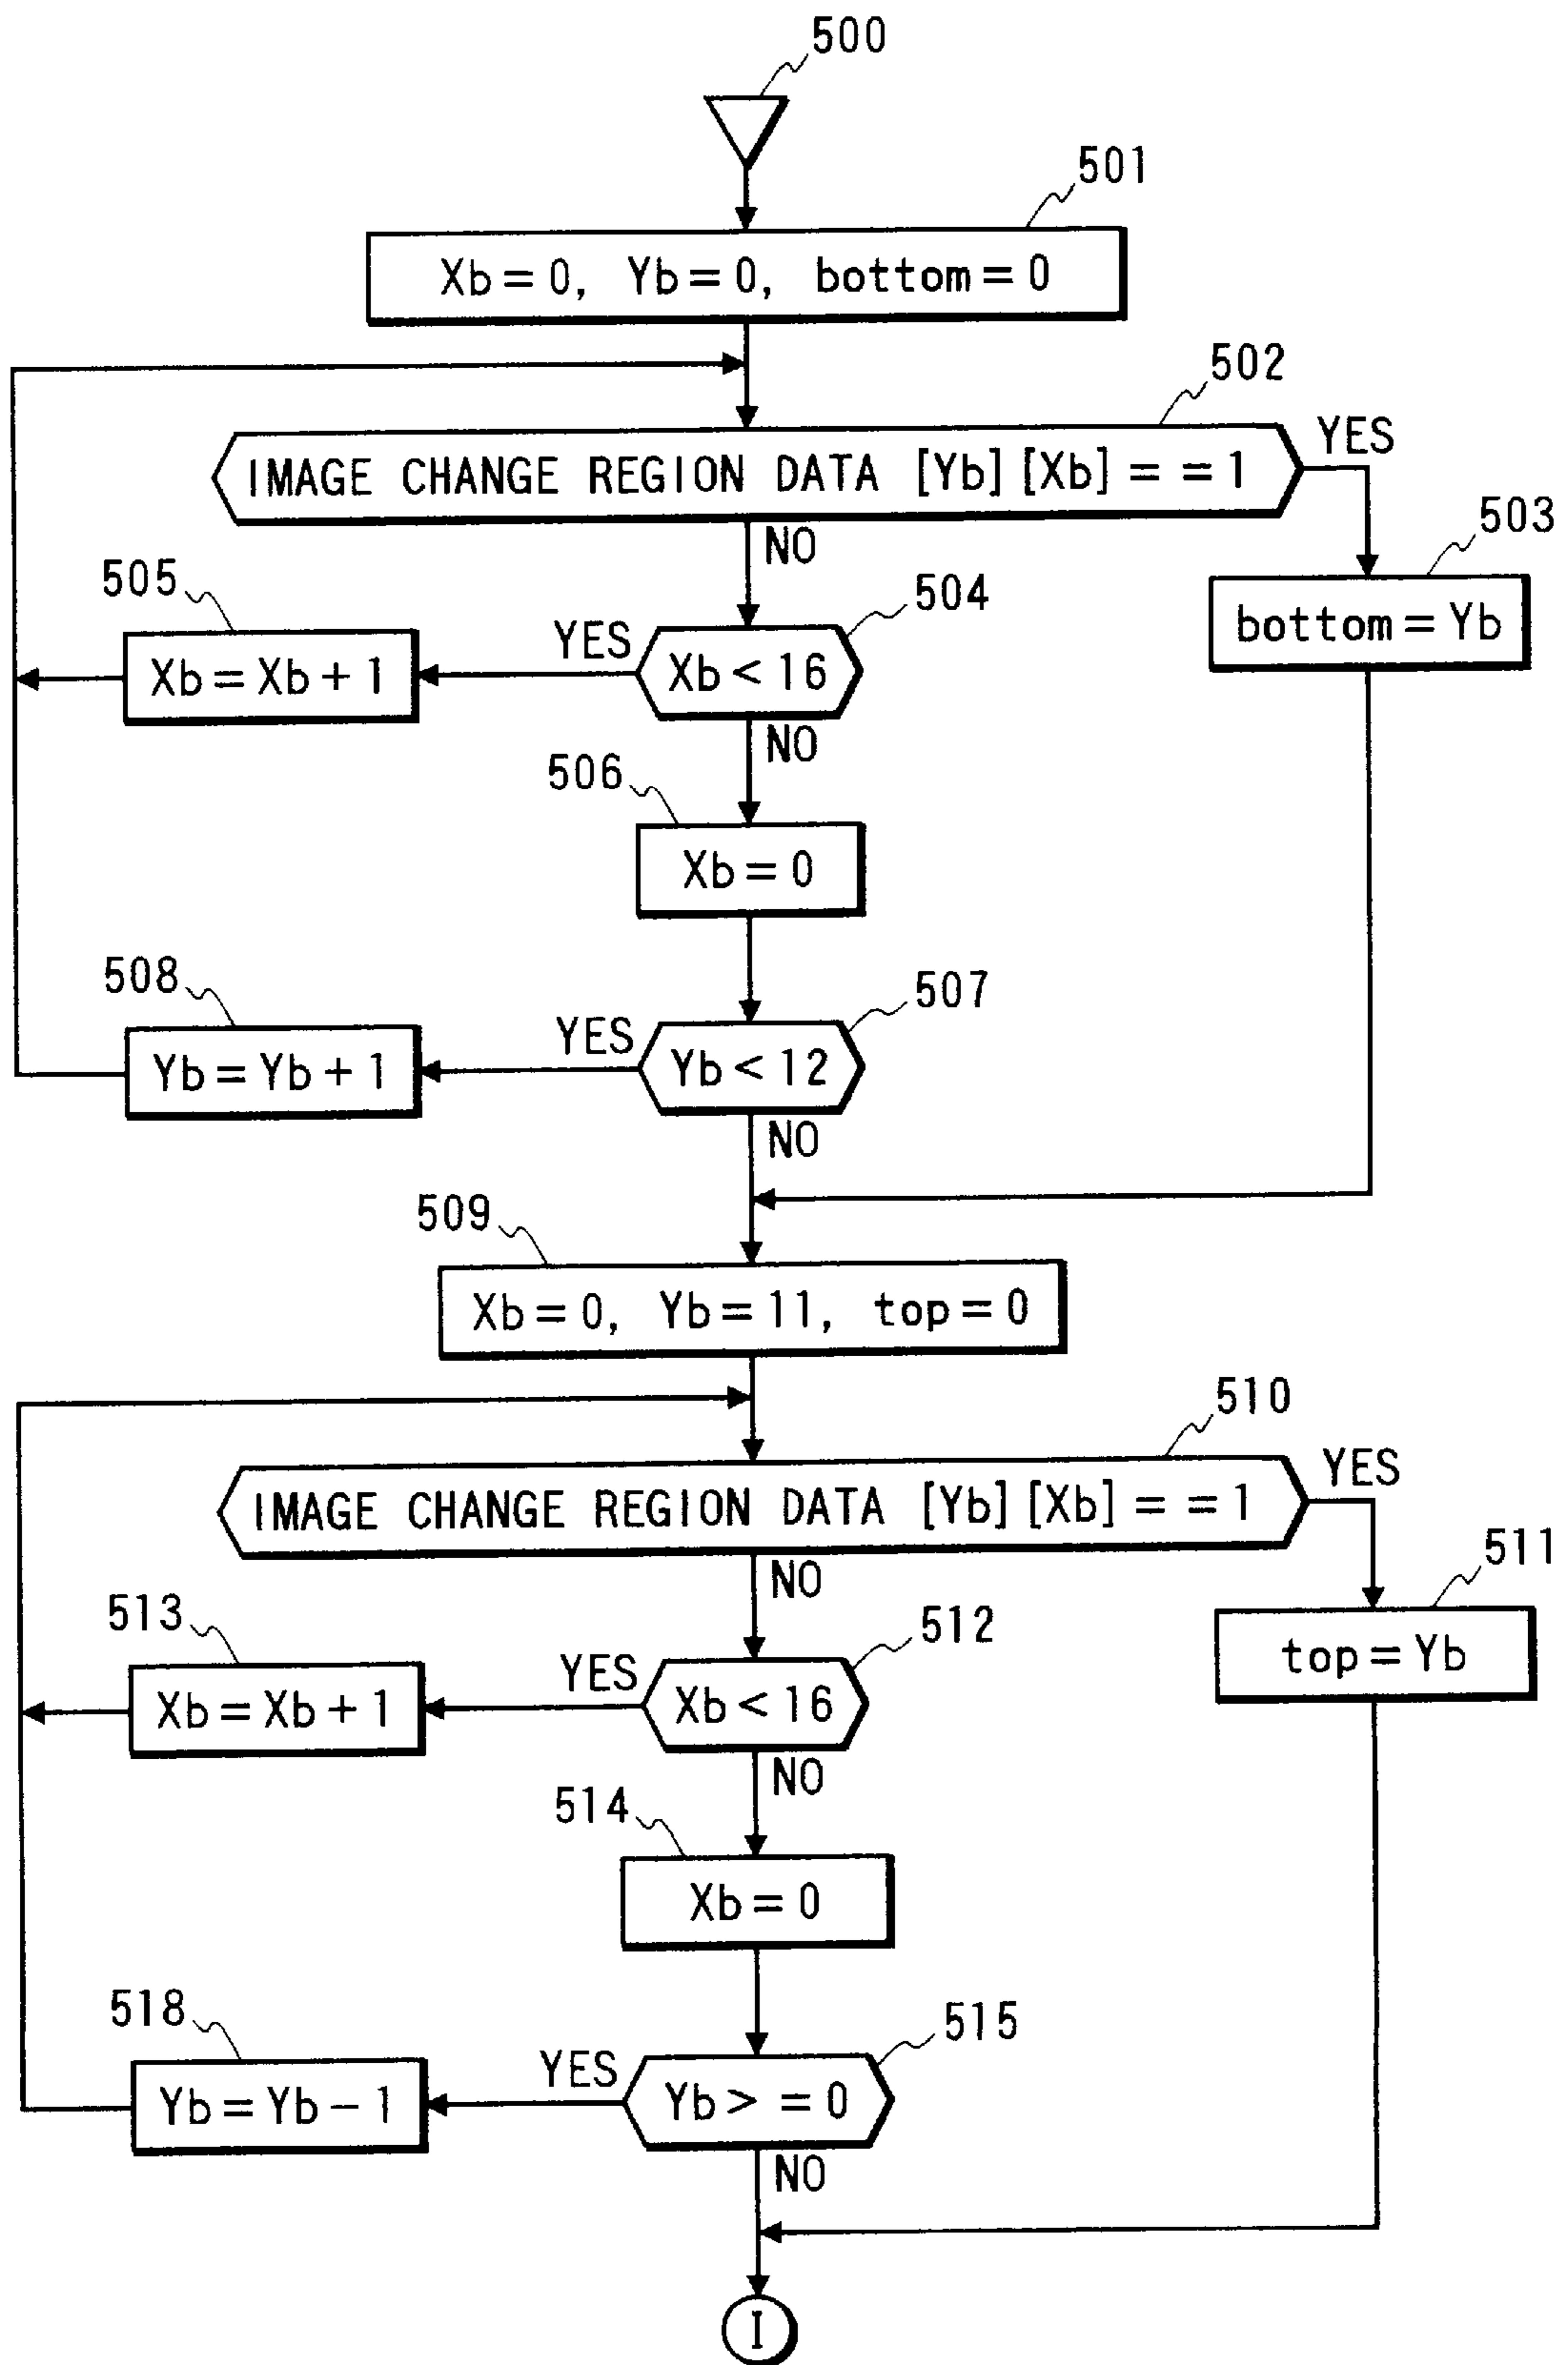 500
501
Xb=0, Yb=0, bottom=0
502
IMAGE CHANGE REGION DATA [Yb][Xb]==1
YES
NO
503
bottom=Yb
504
Xb<16
YES
NO
505
Xb=Xb+1
506
Xb=0
507
Yb<12
YES
NO
508
Yb=Yb+1
509
Xb=0, Yb=11, top=0
510
IMAGE CHANGE REGION DATA [Yb][Xb]==1
YES
NO
511
top=Yb
512
Xb<16
YES
NO
513
Xb=Xb+1
514
Xb=0
515
Yb>=0
YES
NO
518
Yb=Yb-1
I